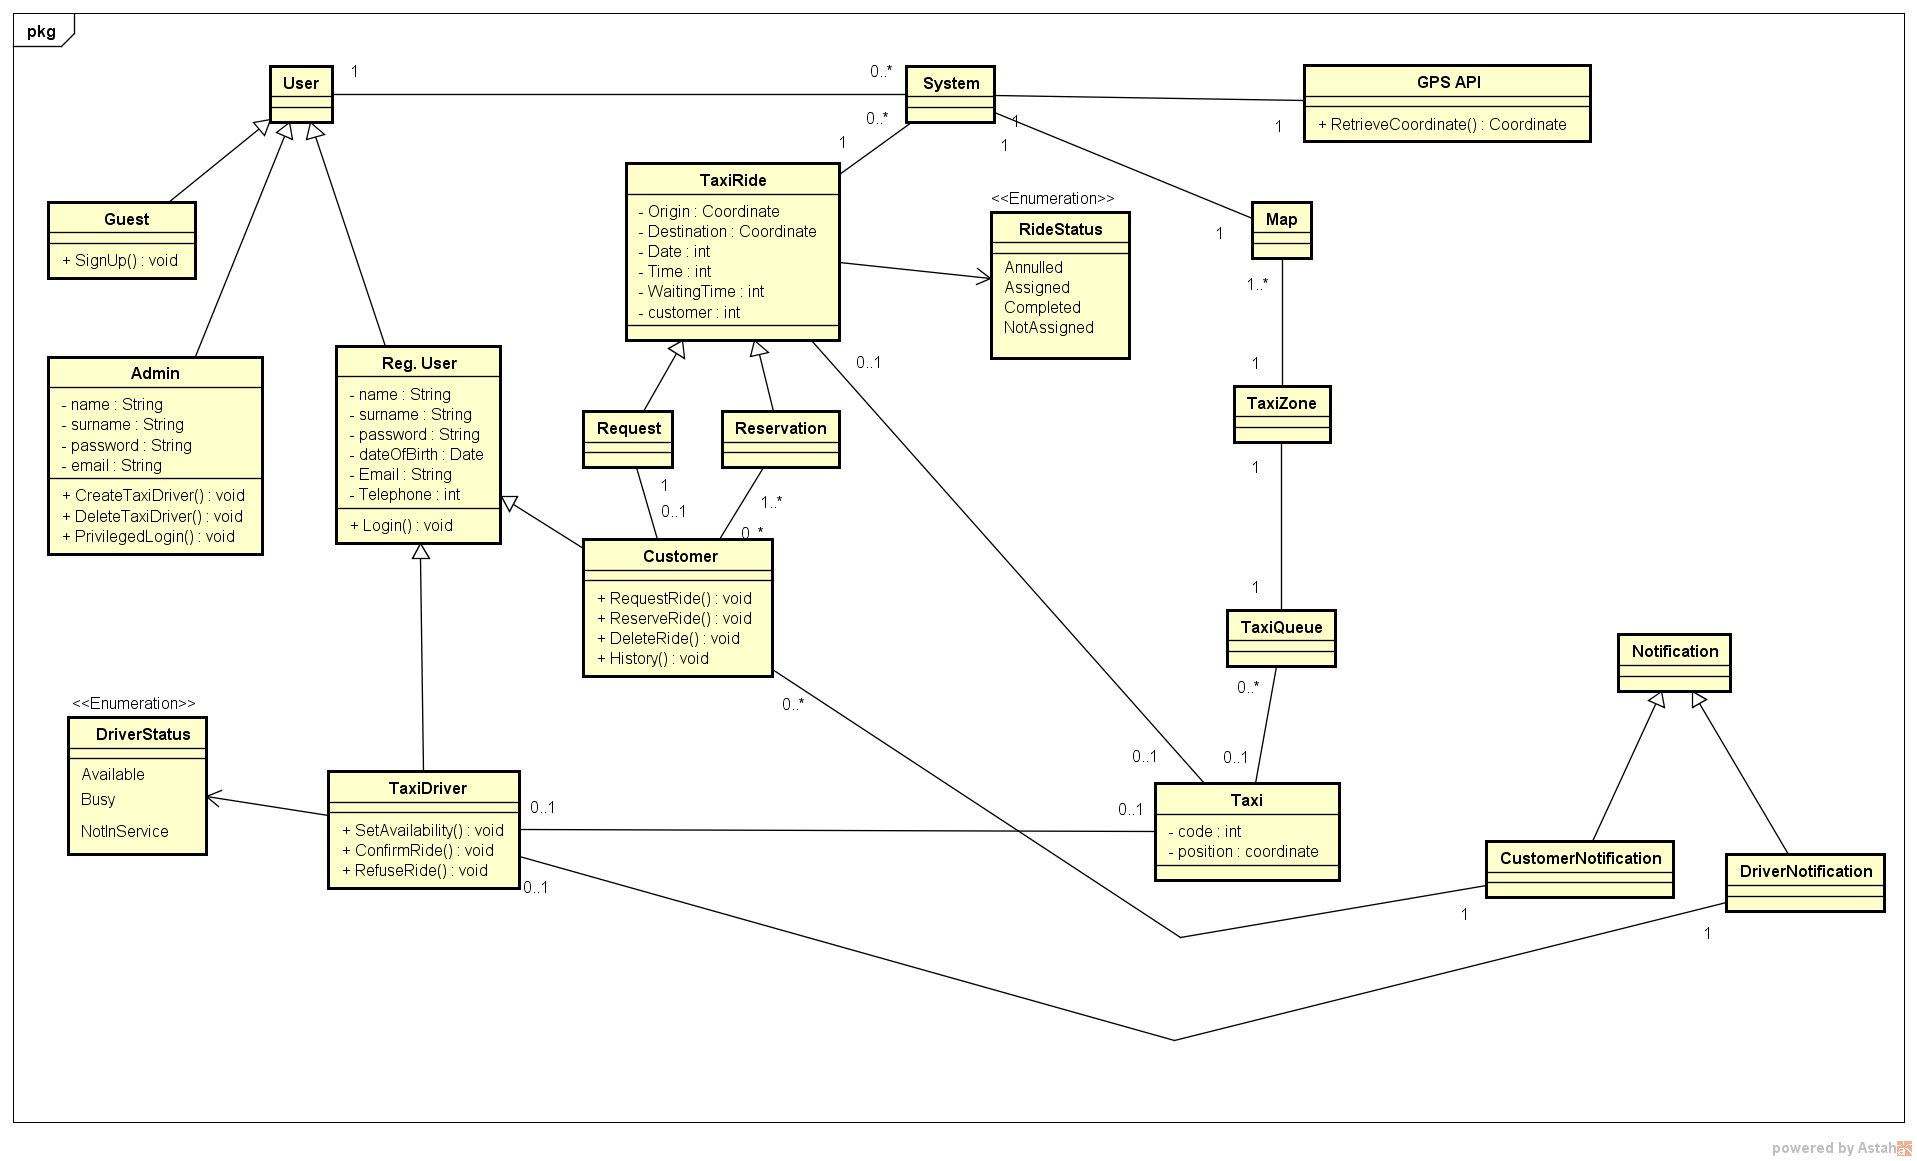 pkg
User
1
0..*
System
GPS API
+ RetrieveCoordinate() : Coordinate
1
1
0..*
1
1
Guest
+ SignUp() : void
TaxiRide
- Origin : Coordinate
- Destination : Coordinate
- Date : int
- Time : int
- WaitingTime : int
- customer : int
<<Enumeration>>
RideStatus
Annulled
Assigned
Completed
NotAssigned
Map
1
1..*
Admin
- name : String
- surname : String
- password : String
- email : String
+ CreateTaxiDriver() : void
+ DeleteTaxiDriver() : void
+ PrivilegedLogin() : void
Reg. User
- name : String
- surname : String
- password : String
- dateOfBirth : Date
- Email : String
- Telephone : int
+ Login() : void
0..1
1
Request
Reservation
TaxiZone
1
1
0..1
1..*
0..*
Customer
+ RequestRide() : void
+ ReserveRide() : void
+ DeleteRide() : void
+ History() : void
0..*
1
TaxiQueue
0..*
Notification
<<Enumeration>>
DriverStatus
Available
Busy
NotInService
TaxiDriver
+ SetAvailability() : void
+ ConfirmRide() : void
+ RefuseRide() : void
0..1
0..1
0..1
0..1
0..1
Taxi
- code : int
- position : coordinate
CustomerNotification
1
DriverNotification
1
powered by Astah